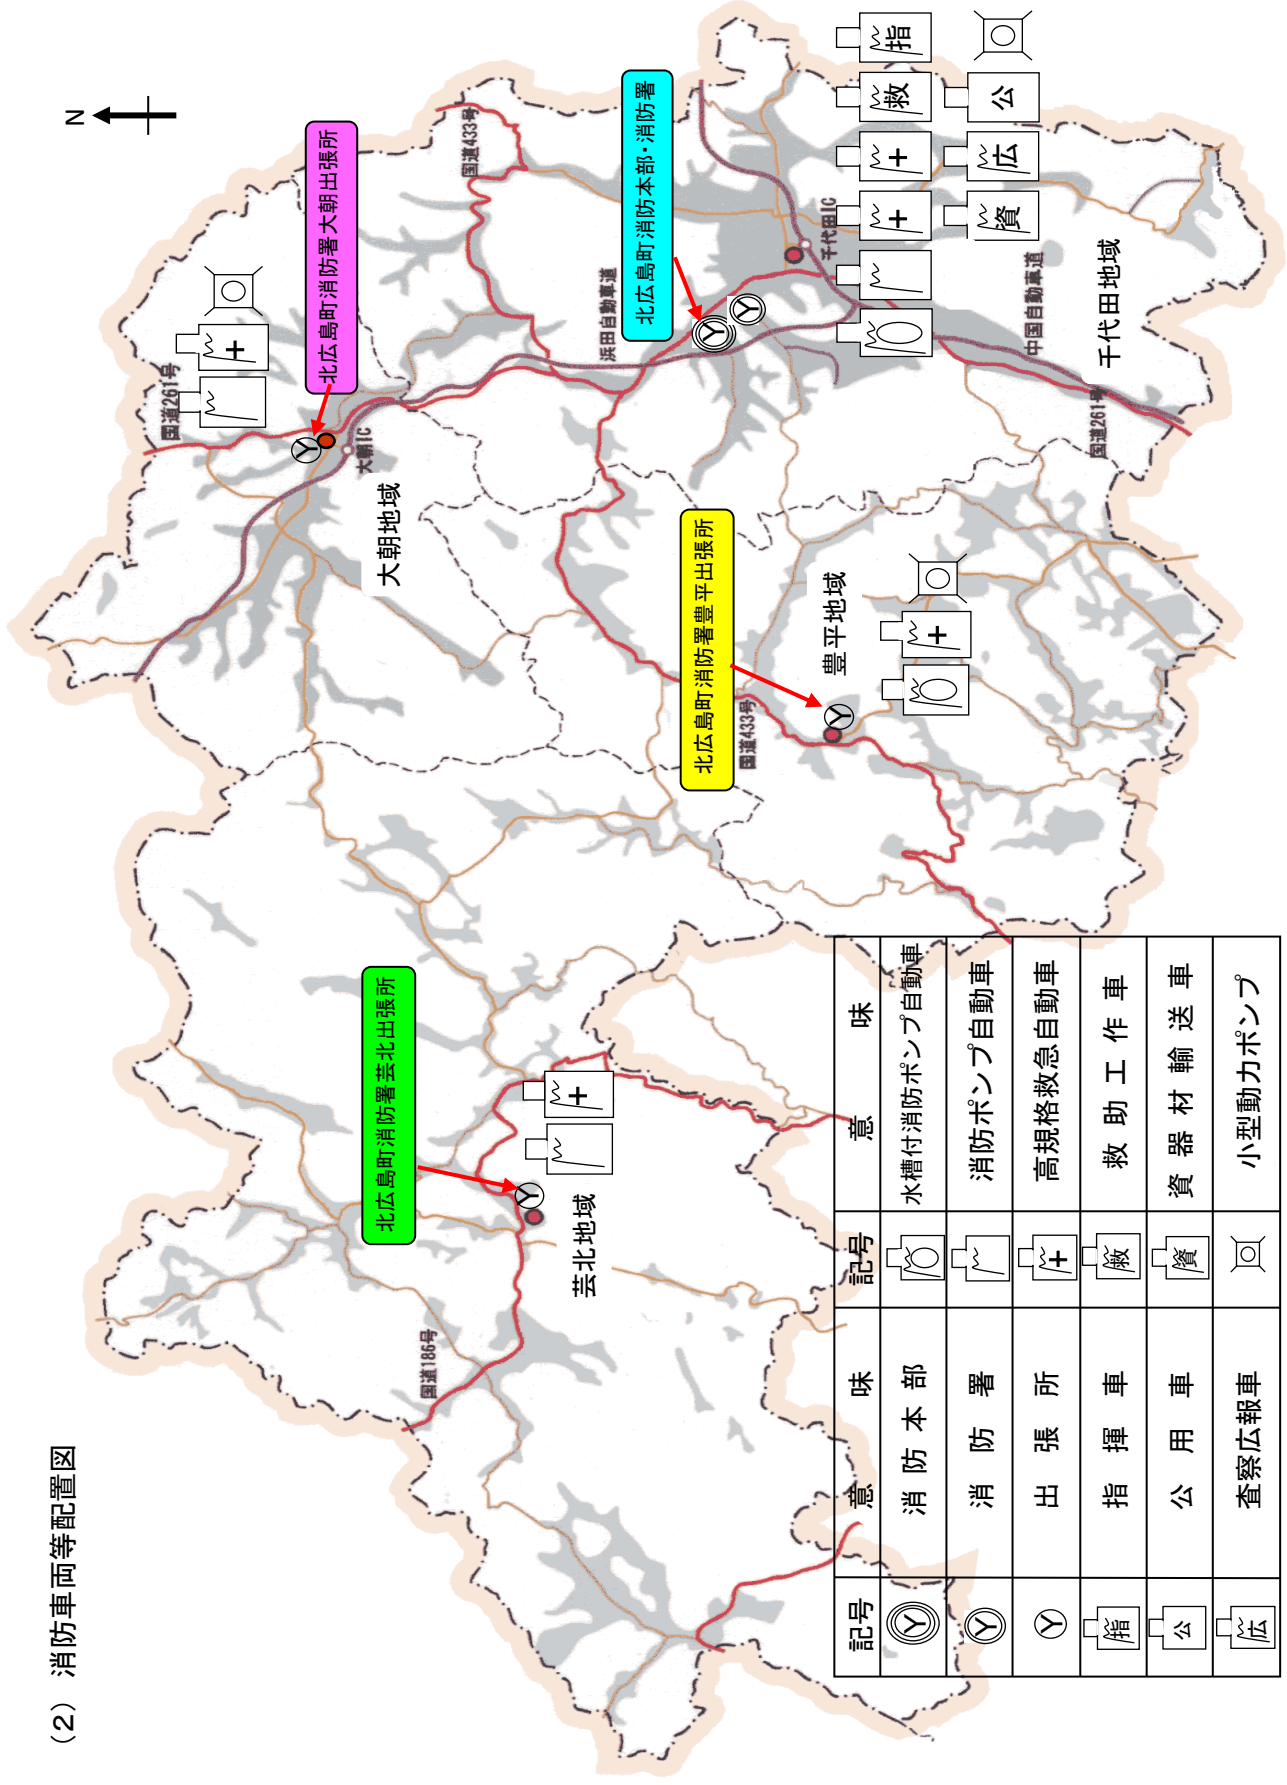 (2) 消防車両等配置図
N
国道261号
国道433号
北広島町消防署大朝出張所
大朝IC
大朝地域
浜田自動車道
北広島町消防本部・消防署
千代田IC
中国自動車道
千代田地域
国道261号
北広島町消防署豊平出張所
国道433号
豊平地域
北広島町消防署芸北出張所
芸北地域
国道186号
Y
Y
Y
Y
Y
+
+
+
+
+
救
指
資
広
公
記号 意味 記号 意味
Y 消防本部 水槽付消防ポンプ自動車
Y 消防署 消防ポンプ自動車
Y 出張所 + 高規格救急自動車
指 指揮車 救 救助工作車
公 公用車 資 資器材輸送車
広 査察広報車 小型動力ポンプ